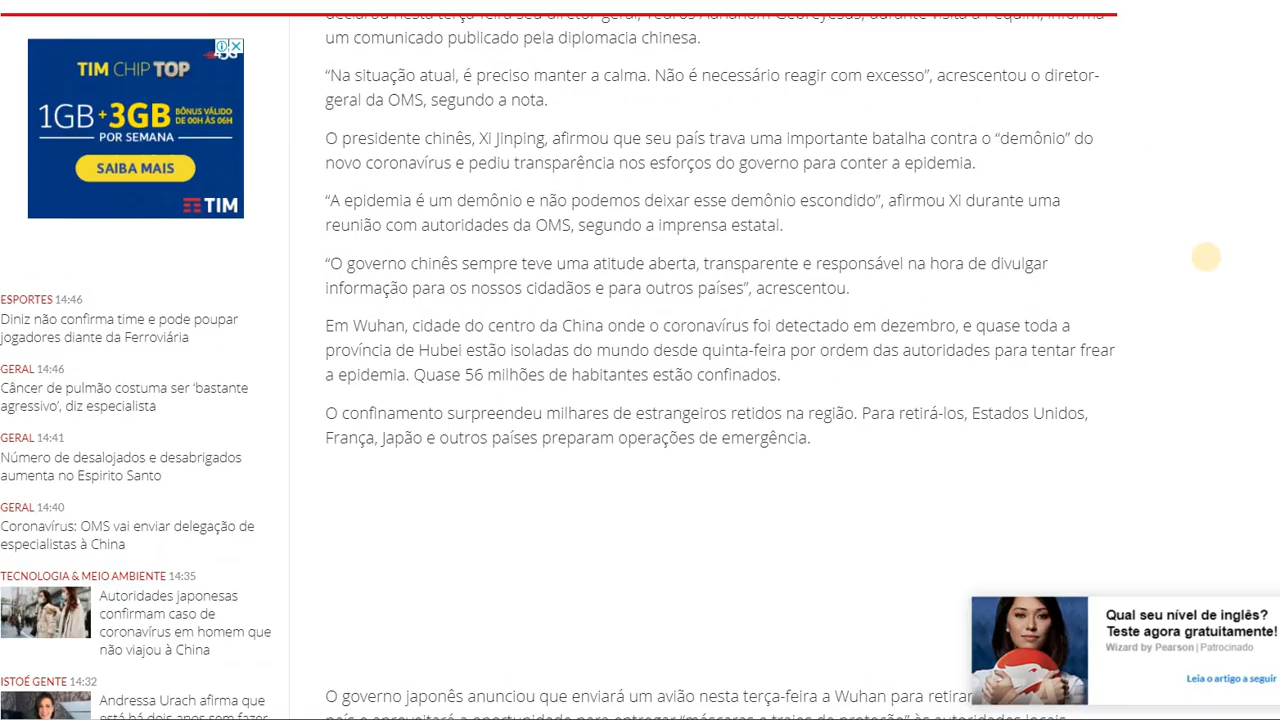 declarou nesta terça-feira seu diretor-geral, Tedros Adhanom Gebreyesus, durante visita a Pequim, informa
um comunicado publicado pela diplomacia chinesa.
“Na situação atual, é preciso manter a calma. Não é necessário reagir com excesso”, acrescentou o diretor-
geral da OMS, segundo a nota.
O presidente chinês, Xi Jinping, afirmou que seu país trava uma importante batalha contra o “demônio” do
novo coronavírus e pediu transparência nos esforços do governo para conter a epidemia.
“A epidemia é um demônio e não podemos deixar esse demônio escondido”, afirmou Xi durante uma
reunião com autoridades da OMS, segundo a imprensa estatal.
“O governo chinês sempre teve uma atitude aberta, transparente e responsável na hora de divulgar
informação para os nossos cidadãos e para outros países”, acrescentou.
Em Wuhan, cidade do centro da China onde o coronavírus foi detectado em dezembro, e quase toda a
província de Hubei estão isoladas do mundo desde quinta-feira por ordem das autoridades para tentar frear
a epidemia. Quase 56 milhões de habitantes estão confinados.
O confinamento surpreendeu milhares de estrangeiros retidos na região. Para retirá-los, Estados Unidos,
França, Japão e outros países preparam operações de emergência.
O governo japonês anunciou que enviará um avião nesta terça-feira a Wuhan para retirar
país e aproveitará a oportunidade para entregar “máscaras e trajes de proteção” às autoridades locais.
TIM CHIP TOP
1GB+3GB
BÔNUS VÁLIDO
DE 00H ÀS 06H
POR SEMANA
SAIBA MAIS
TIM
ESPORTES 14:46
Diniz não confirma time e pode poupar
jogadores diante da Ferroviária
GERAL 14:46
Câncer de pulmão costuma ser ‘bastante
agressivo’, diz especialista
GERAL 14:41
Número de desalojados e desabrigados
aumenta no Espirito Santo
GERAL 14:40
Coronavírus: OMS vai enviar delegação de
especialistas à China
TECNOLOGIA & MEIO AMBIENTE 14:35
Autoridades japonesas
confirmam caso de
coronavírus em homem que
não viajou à China
ISTOÉ GENTE 14:32
Andressa Urach afirma que
está há dois anos sem fazer
Qual seu nível de inglês?
Teste agora gratuitamente!
Wizard by Pearson | Patrocinado
Leia o artigo a seguir